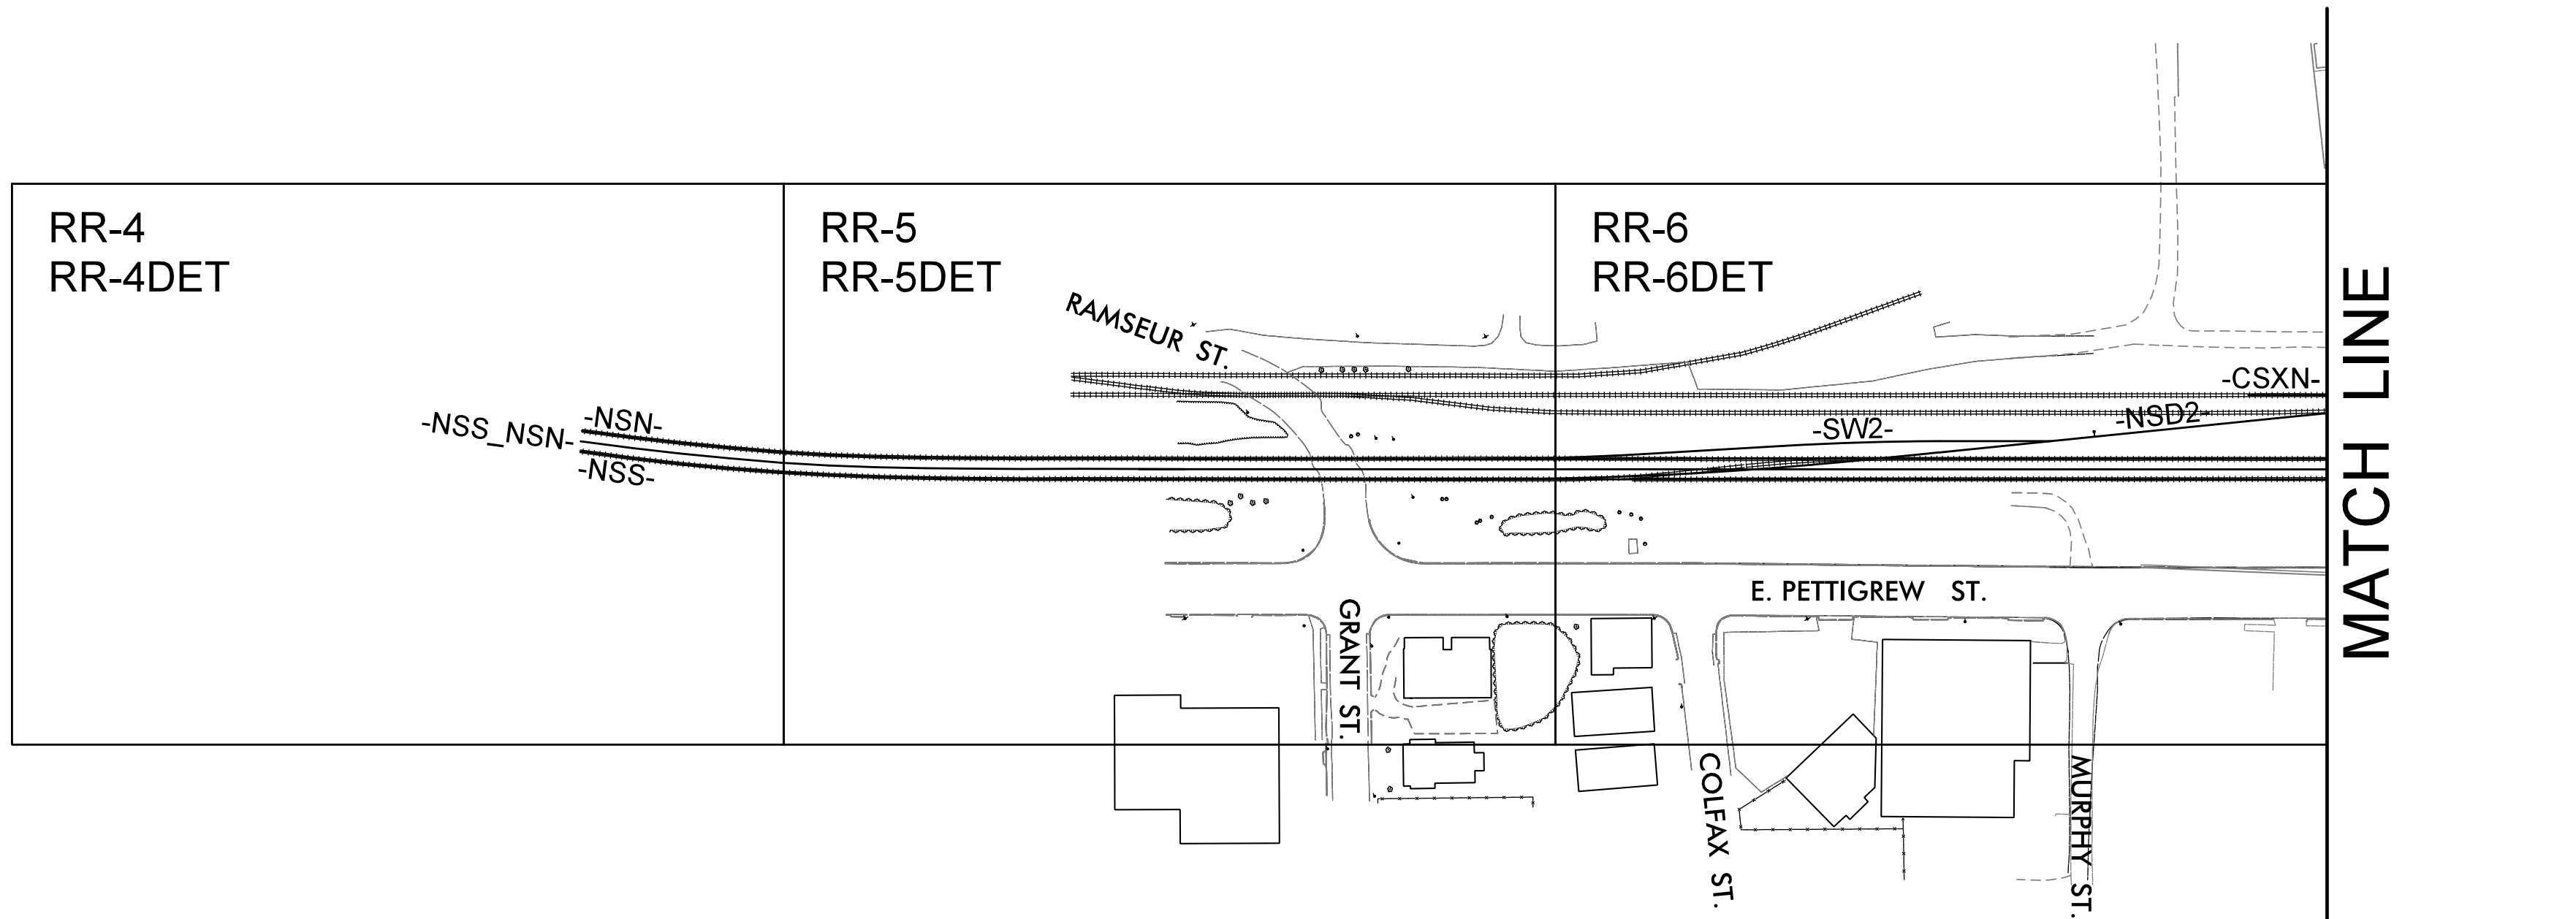 RR-4
RR-4DET
RR-5
RR-5DET
RR-6
RR-6DET
RAMSEUR ST.
-CSXN-
-NSN-
-NSS_NSN-
-NSS-
-SW2-
-NSD2-
E. PETTIGREW ST.
GRANT ST.
COLFAX ST.
MURPHY ST.
MATCH LINE